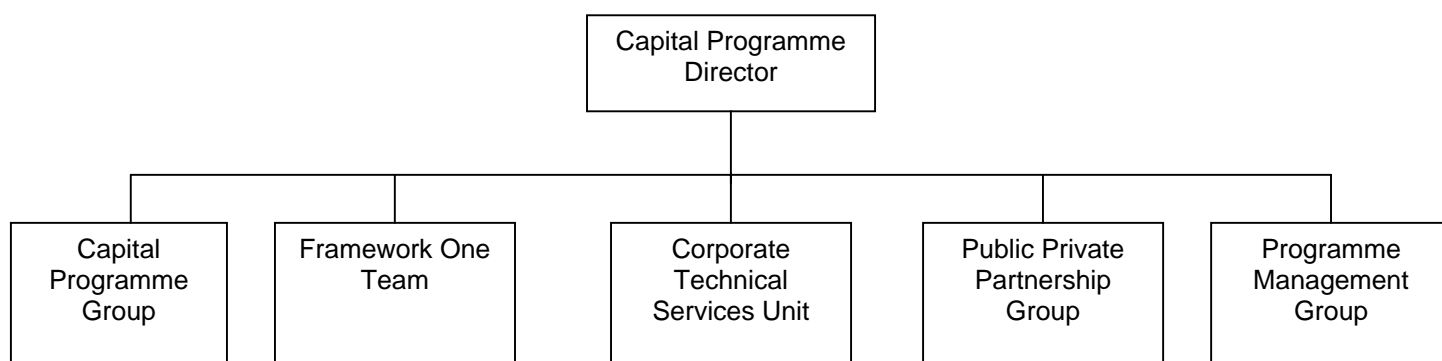 Capital Programme
Director
Capital
Programme
Group
Framework One
Team
Corporate
Technical
Services Unit
Public Private
Partnership
Group
Programme
Management
Group